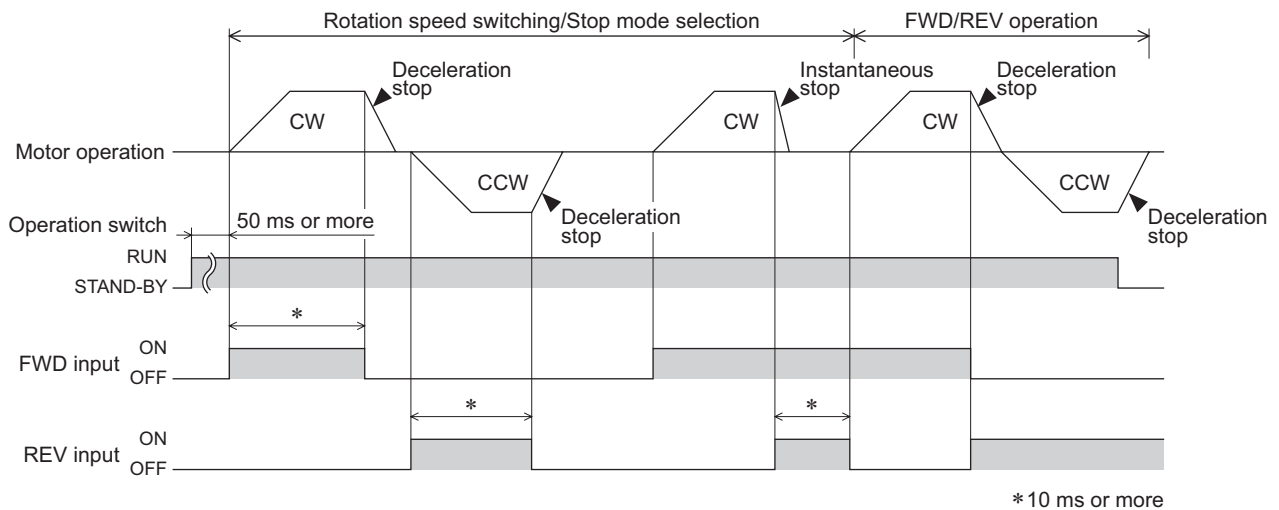 Rotation speed switching/Stop mode selection
FWD/REV operation
Deceleration
stop
Instantaneous
stop
Deceleration
stop
CW
CW
CW
Motor operation
CCW
CCW
Deceleration
stop
Deceleration
stop
Operation switch
50 ms or more
RUN
STAND-BY
*
FWD input
ON
OFF
*
*
REV input
ON
OFF
*10 ms or more